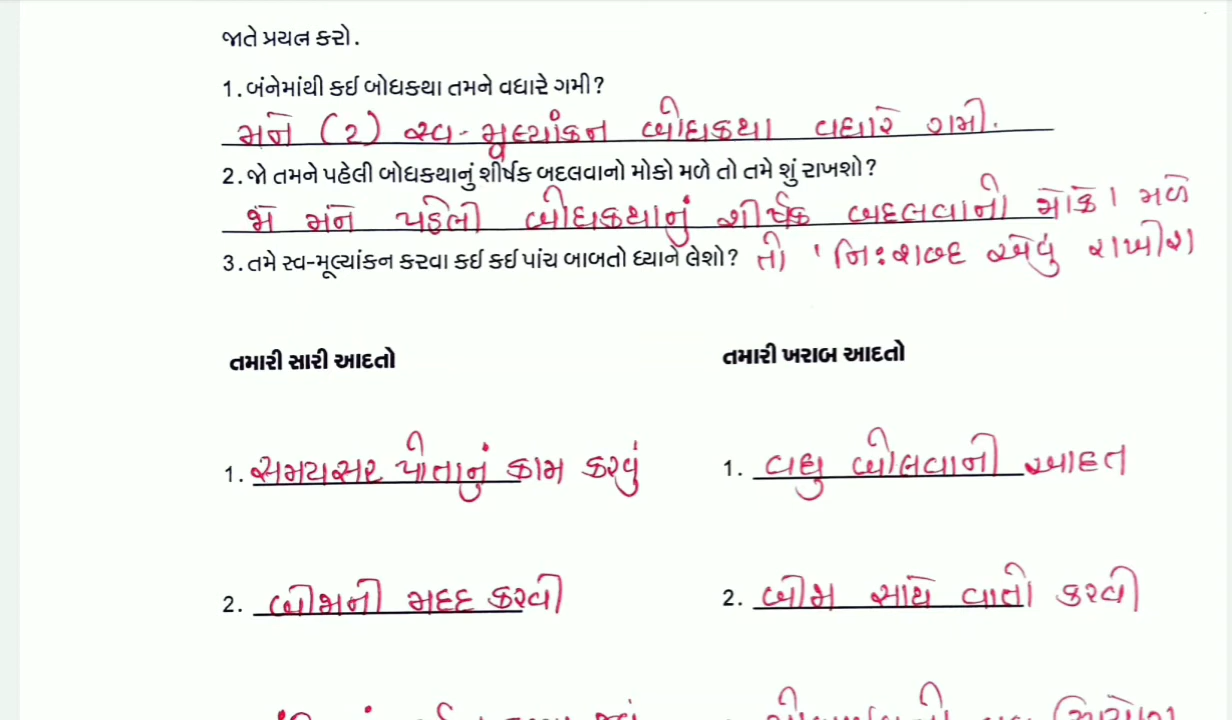 જાતે પ્રયત્ન કરો.
1. બંનેમાંથી કઈ બોધકથા તમને વધારે ગમી?
મને (૨) સ્વ-મૂલ્યાંકન બોધકથા વધારે ગમી.
2. જો તમને પહેલી બોધકથાનું શીર્ષક બદલવાનો મોકો મળે તો તમે શું રાખશો?
જો મને પહેલી બોધકથાનું શીર્ષક બદલવાનો મોકો મળે
3. તમે સ્વ-મૂલ્યાંકન કરવા કઈ કઈ પાંચ બાબતો ધ્યાને લેશો? તો 'નિઃશબ્દ એવું રાખીશ
તમારી સારી આદતો તમારી ખરાબ આદતો
1. સમયસર પોતાનું કામ કરવું 1. વધુ બોલવાની આદત
2. બીજાની મદદ કરવી 2. બીજા સાથે વાતો કરવી